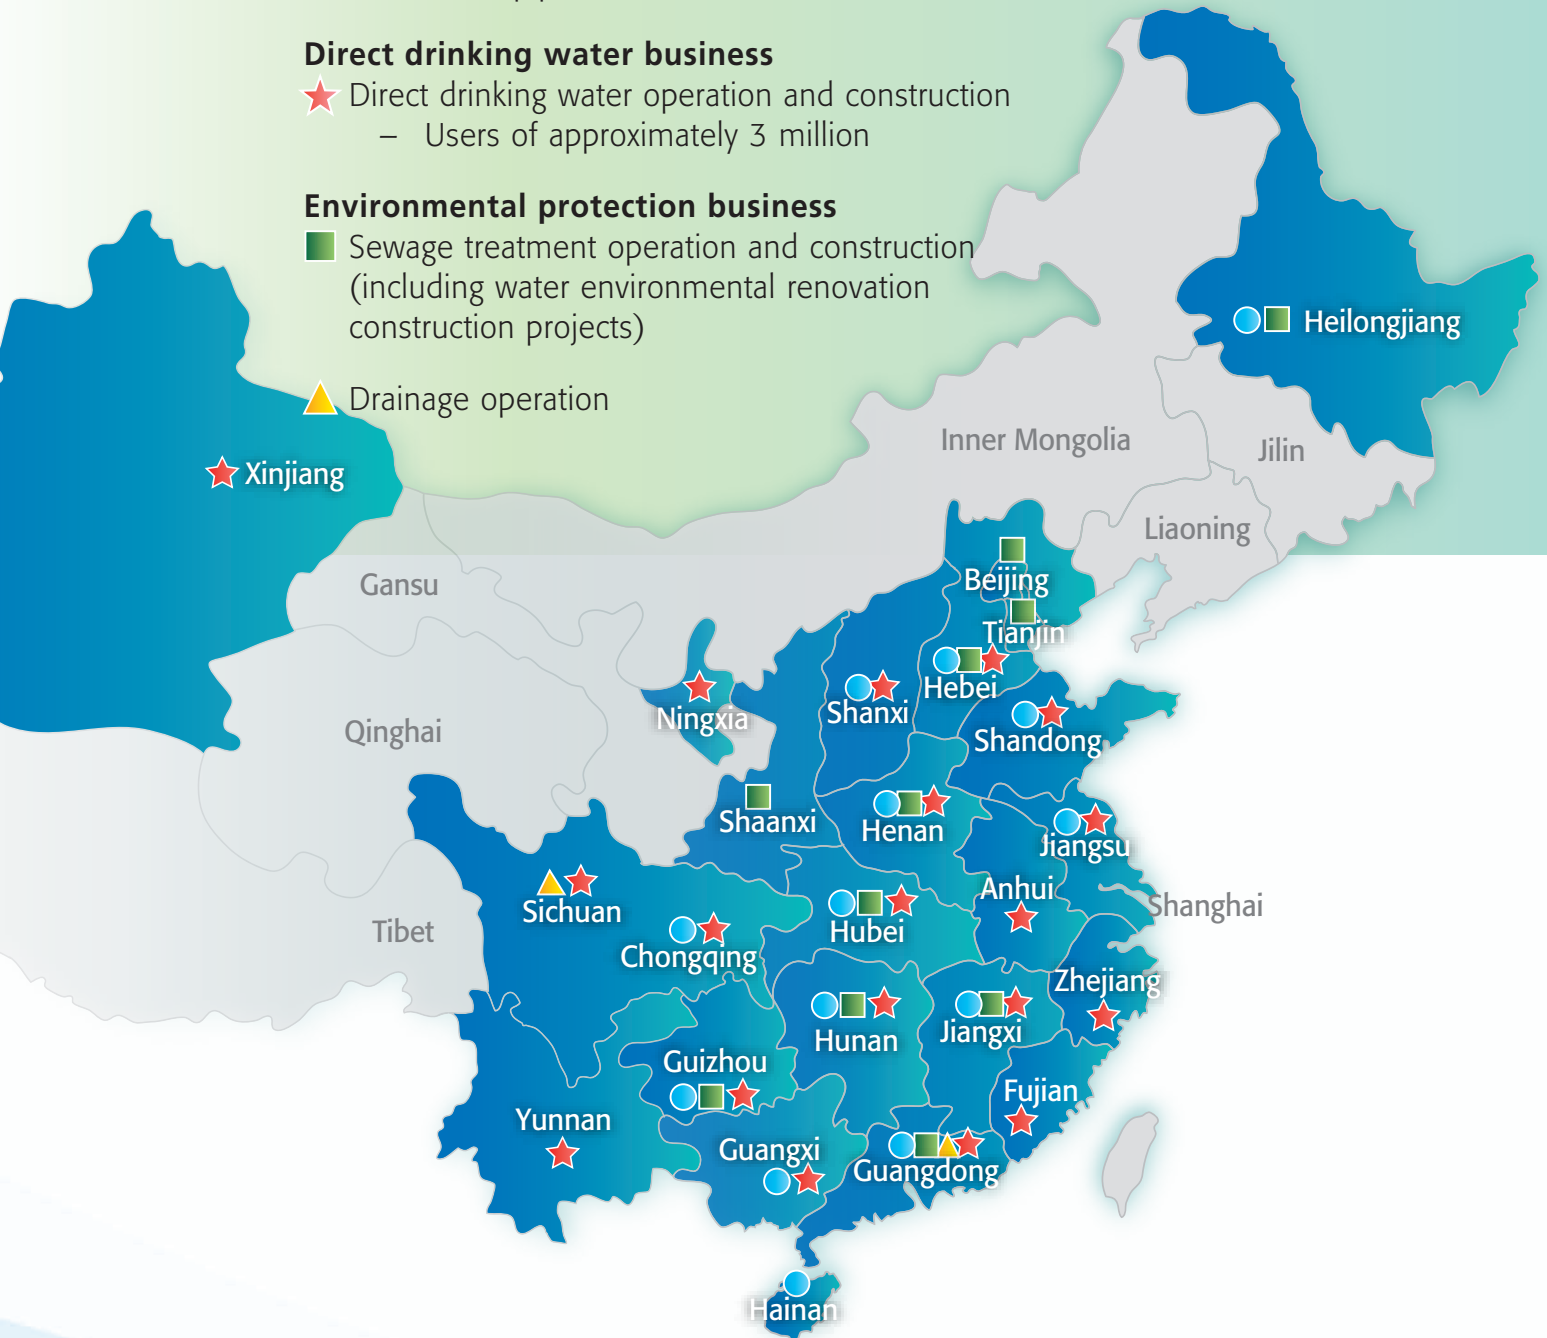 Direct drinking water business
Direct drinking water operation and construction
– Users of approximately 3 million
Environmental protection business
Sewage treatment operation and construction
(including water environmental renovation
construction projects)
Drainage operation
Heilongjiang
Inner Mongolia
Jilin
Xinjiang
Liaoning
Beijing
Gansu
Tianjin
Hebei
Shanxi
Ningxia
Qinghai
Shandong
Shaanxi
Henan
Jiangsu
Anhui
Shanghai
Sichuan
Tibet
Hubei
Chongqing
Zhejiang
Jiangxi
Hunan
Guizhou
Fujian
Yunnan
Guangxi
Guangdong
Hainan